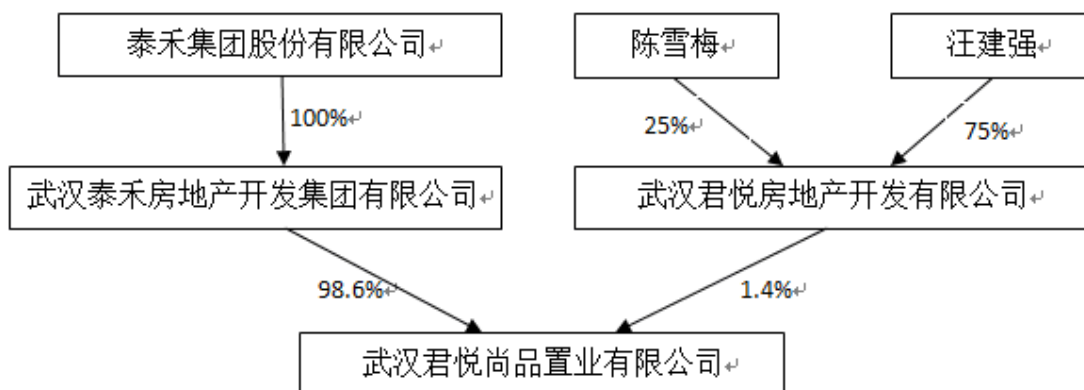 泰禾集团股份有限公司
陈雪梅
汪建强
100%
25%
75%
武汉泰禾房地产开发集团有限公司
武汉君悦房地产开发有限公司
98.6%
1.4%
武汉君悦尚品置业有限公司